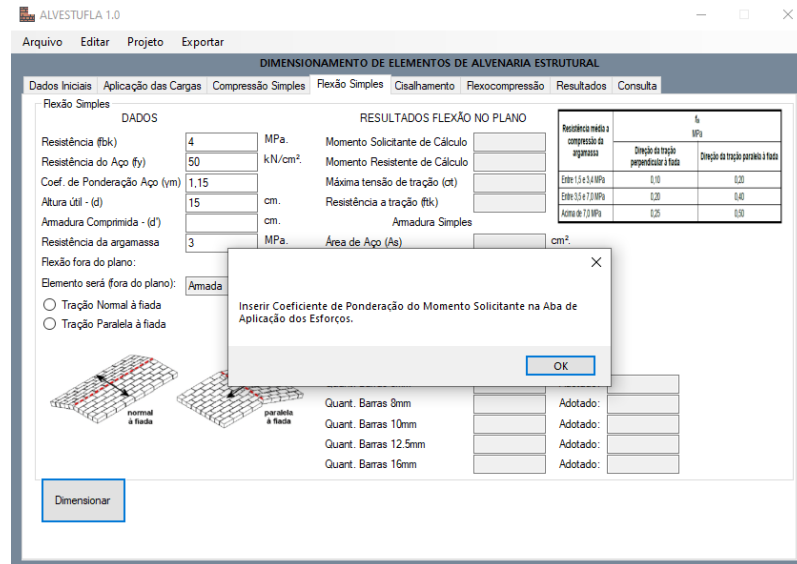 ALVESTUFLA 1.0
Arquivo Editar Projeto Exportar
DIMENSIONAMENTO DE ELEMENTOS DE ALVENARIA ESTRUTURAL
Dados Iniciais Aplicação das Cargas Compressão Simples Flexão Simples Cisalhamento Flexocompressão Resultados Consulta
Flexão Simples
DADOS
Resistência (fbk) 4 MPa.
Resistência do Aço (fy) 50 kN/cm².
Coef. de Ponderação Aço (γm) 1,15
Altura útil - (d) 15 cm.
Armadura Comprimida - (d') cm.
Resistência da argamassa 3 MPa.
Flexão fora do plano:
Elemento será (fora do plano): Armada
Tração Normal à fiada
Tração Paralela à fiada
normal
à fiada
paralela
à fiada
Dimensionar
RESULTADOS FLEXÃO NO PLANO
Momento Solicitante de Cálculo
Momento Resistente de Cálculo
Máxima tensão de tração (σt)
Resistência a tração (ftk)
Armadura Simples
Área de Aço (As) cm².
Adotado:
Quant. Barras 8mm Adotado:
Quant. Barras 10mm Adotado:
Quant. Barras 12.5mm Adotado:
Quant. Barras 16mm Adotado:
Resistência média a
compressão da
argamassa
MPa
Direção da tração
perpendicular à fiada
Direção da tração paralela à fiada
Entre 1,5 e 3,4 MPa 0,10 0,20
Entre 3,5 e 7,0 MPa 0,20 0,40
Acima de 7,0 MPa 0,25 0,50
Inserir Coeficiente de Ponderação do Momento Solicitante na Aba de
Aplicação dos Esforços.
OK